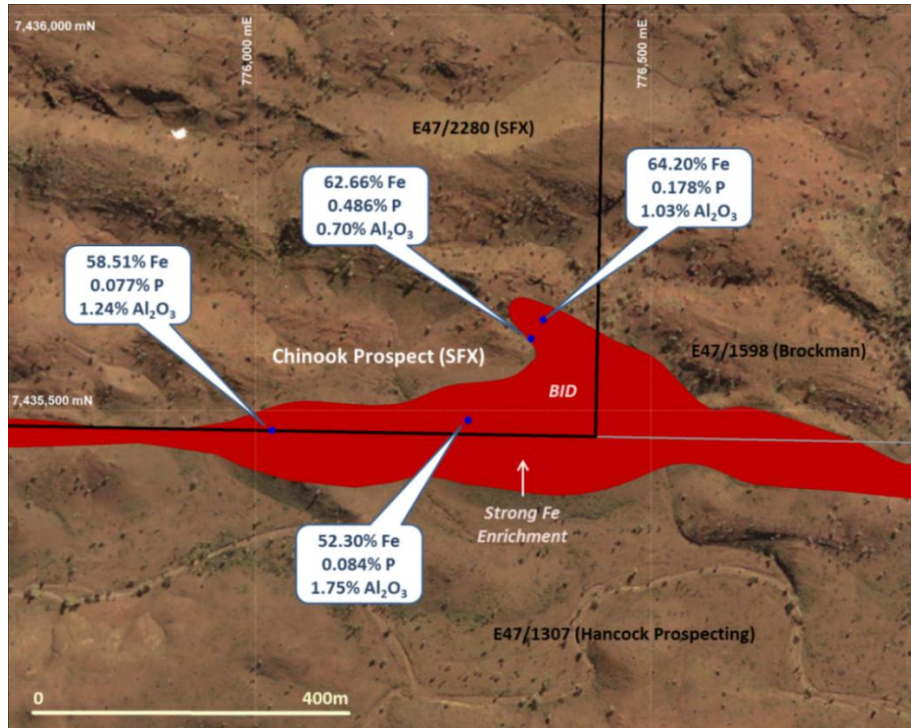 7,436,000 mN
776,000 mE
776,500 mE
E47/2280 (SFX)
62.66% Fe
0.486% P
0.70% Al₂O₃
64.20% Fe
0.178% P
1.03% Al₂O₃
58.51% Fe
0.077% P
1.24% Al₂O₃
Chinook Prospect (SFX)
E47/1598 (Brockman)
BID
7,435,500 mN
Strong Fe
Enrichment
52.30% Fe
0.084% P
1.75% Al₂O₃
E47/1307 (Hancock Prospecting)
0 400m